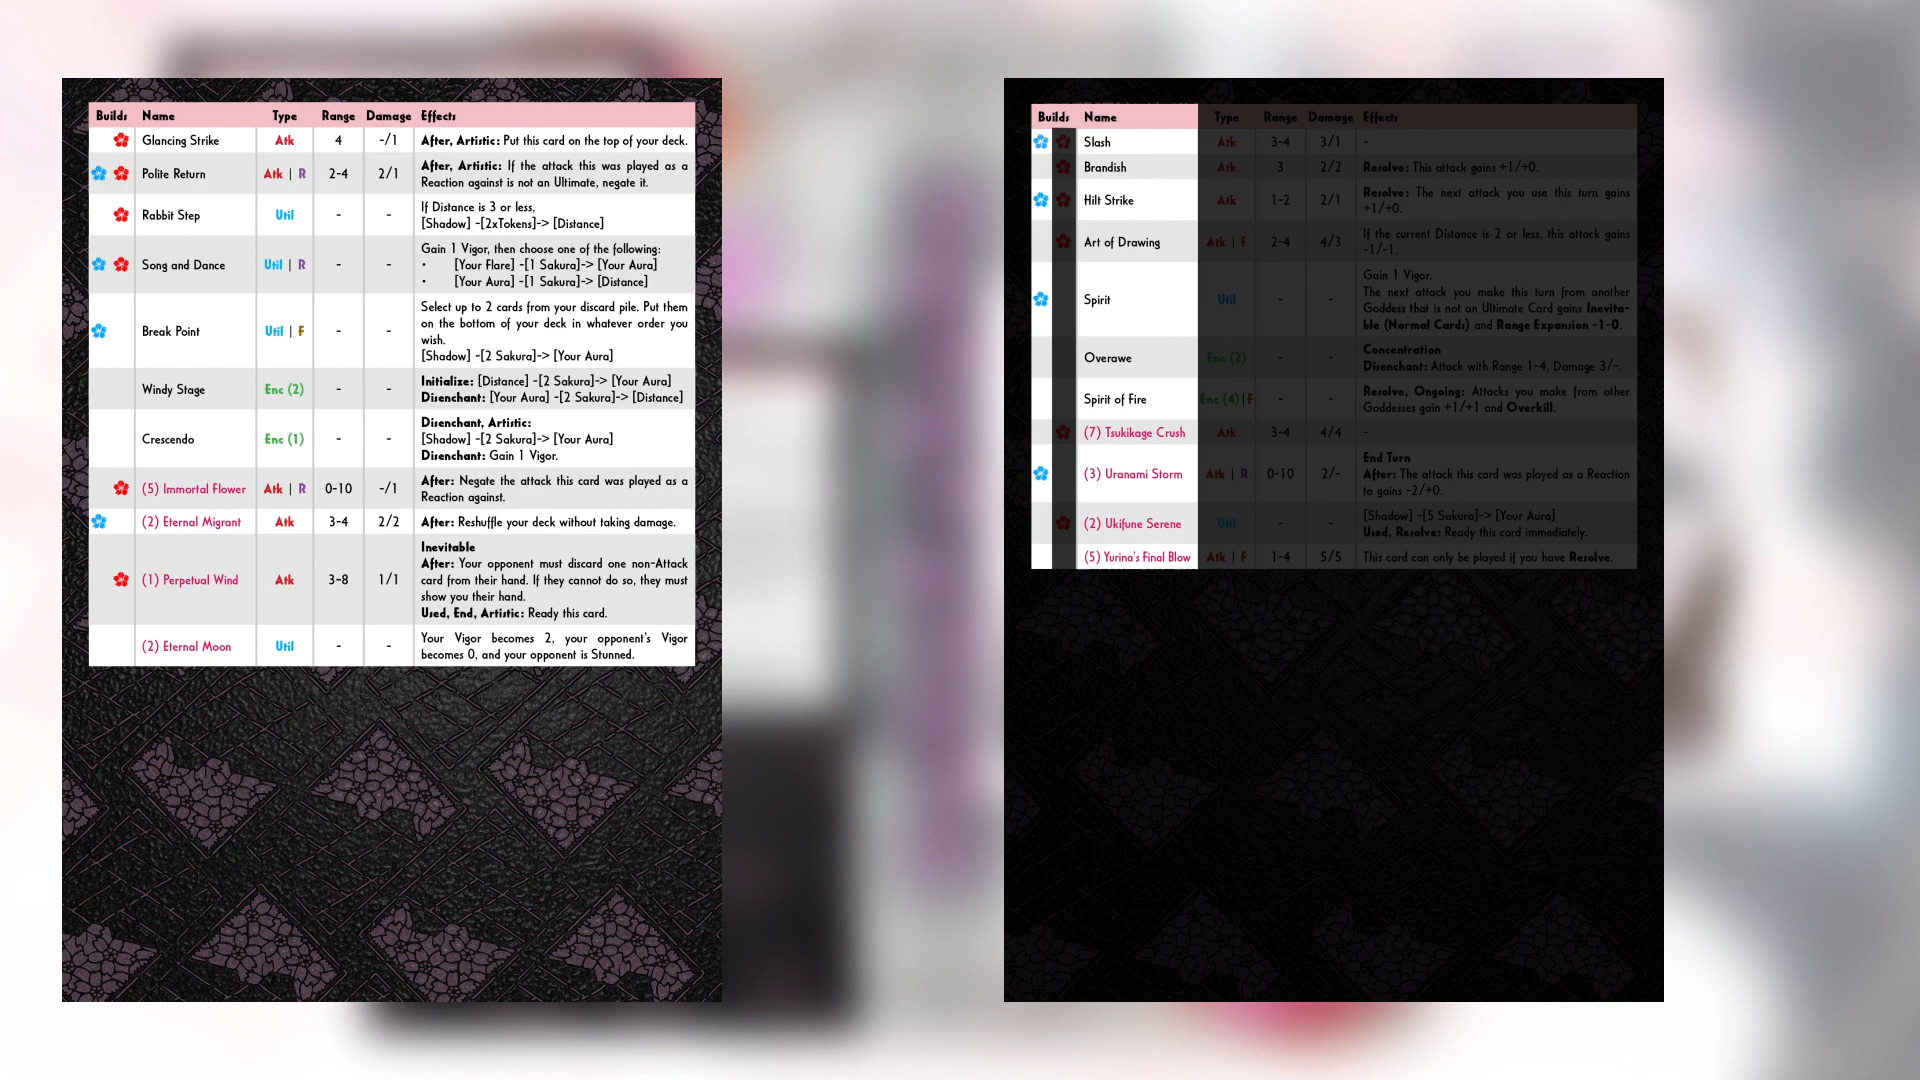 Builds Name Type Range Damage Effects
Glancing Strike Atk 4 -/1 After, Artistic: Put this card on the top of your deck.
Polite Return Atk | R 2-4 2/1 After, Artistic: If the attack this was played as a
Reaction against is not an Ultimate, negate it.
Rabbit Step Util - - If Distance is 3 or less,
[Shadow] -[2xTokens]-> [Distance]
Song and Dance Util | R - - Gain 1 Vigor, then choose one of the following:
• [Your Flare] -[1 Sakura]-> [Your Aura]
• [Your Aura] -[1 Sakura]-> [Distance]
Break Point Util | F - - Select up to 2 cards from your discard pile. Put them
on the bottom of your deck in whatever order you
wish.
[Shadow] -[2 Sakura]-> [Your Aura]
Windy Stage Enc (2) - - Initialize: [Distance] -[2 Sakura]-> [Your Aura]
Disenchant: [Your Aura] -[2 Sakura]-> [Distance]
Crescendo Enc (1) - - Disenchant, Artistic:
[Shadow] -[2 Sakura]-> [Your Aura]
Disenchant: Gain 1 Vigor.
(5) Immortal Flower Atk | R 0-10 -/1 After: Negate the attack this card was played as a
Reaction against.
(2) Eternal Migrant Atk 3-4 2/2 After: Reshuffle your deck without taking damage.
(1) Perpetual Wind Atk 3-8 1/1 Inevitable
After: Your opponent must discard one non-Attack
card from their hand. If they cannot do so, they must
show you their hand.
Used, End, Artistic: Ready this card.
(2) Eternal Moon Util - - Your Vigor becomes 2, your opponent's Vigor
becomes 0, and your opponent is Stunned.
Builds Name Type Range Damage Effects
Slash Atk 3-4 3/1 -
Brandish Atk 3 2/2 Resolve: This attack gains +1/+0.
Hilt Strike Atk 1-2 2/1 Resolve: The next attack you use this turn gains
+1/+0.
Art of Drawing Atk | F 2-4 4/3 If the current Distance is 2 or less, this attack gains
-1/-1.
Spirit Util - - Gain 1 Vigor.
The next attack you make this turn from another
Goddess that is not an Ultimate Card gains Inevita-
ble (Normal Cards) and Range Expansion -1-0.
Overawe Enc (2) - - Concentration
Disenchant: Attack with Range 1-4, Damage 3/-.
Spirit of Fire Enc (4)|F - - Resolve, Ongoing: Attacks you make from other
Goddesses gain +1/+1 and Overkill.
(7) Tsukikage Crush Atk 3-4 4/4 -
(3) Uranami Storm Atk | R 0-10 2/- End Turn
After: The attack this card was played as a Reaction
to gains -2/+0.
(2) Ukifune Serene Util - - [Shadow] -[5 Sakura]-> [Your Aura]
Used, Resolve: Ready this card immediately.
(5) Yurina's Final Blow Atk | F 1-4 5/5 This card can only be played if you have Resolve.